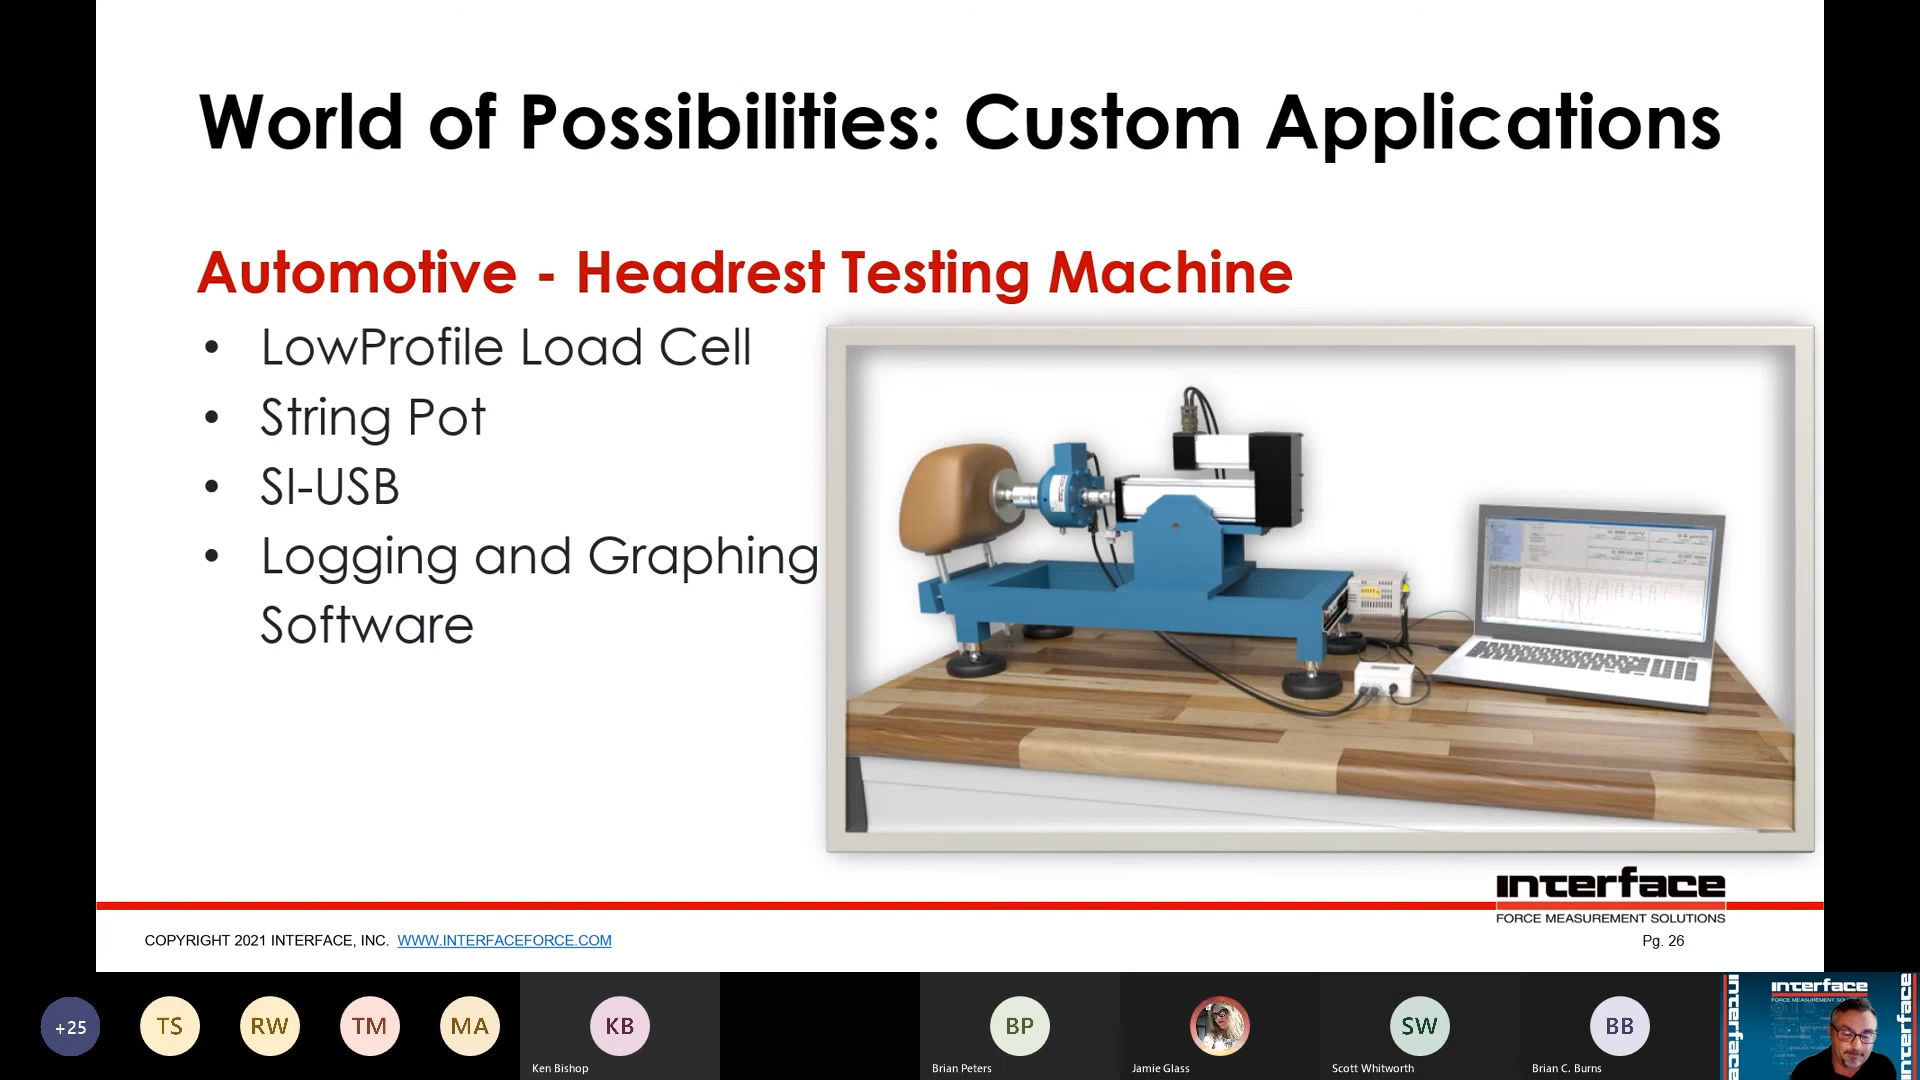 World of Possibilities: Custom Applications
Automotive - Headrest Testing Machine
• LowProfile Load Cell
• String Pot
• SI-USB
• Logging and Graphing
Software
interface
FORCE MEASUREMENT SOLUTIONS
COPYRIGHT 2021 INTERFACE, INC. WWW.INTERFACEFORCE.COM
Pg. 26
+25
TS
RW
TM
MA
KB
BP
SW
BB
Ken Bishop
Brian Peters
Jamie Glass
Scott Whitworth
Brian C. Burns
interface
interface
interface